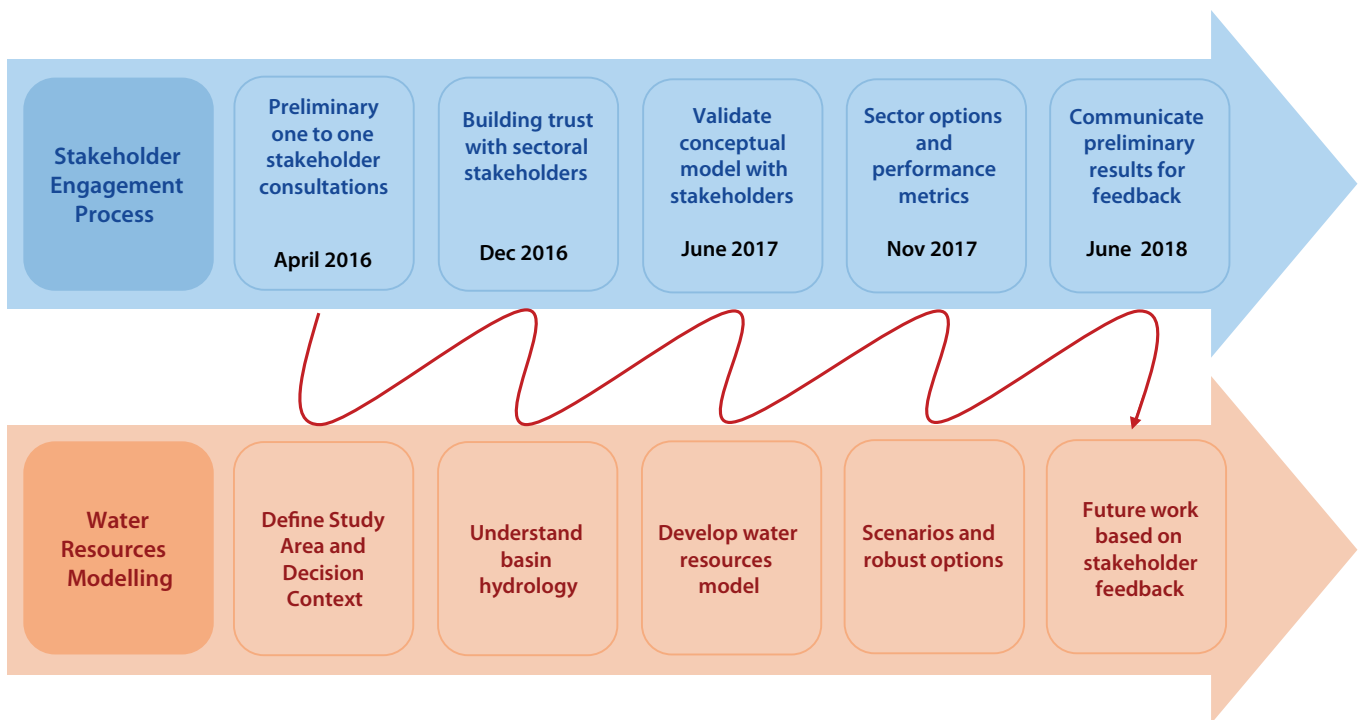 Stakeholder
Engagement
Process
Preliminary
one to one
stakeholder
consultations
April 2016
Building trust
with sectoral
stakeholders
Dec 2016
Validate
conceptual
model with
stakeholders
June 2017
Sector options
and
performance
metrics
Nov 2017
Communicate
preliminary
results for
feedback
June 2018
Water
Resources
Modelling
Define Study
Area and
Decision
Context
Understand
basin
hydrology
Develop water
resources
model
Scenarios and
robust options
Future work
based on
stakeholder
feedback